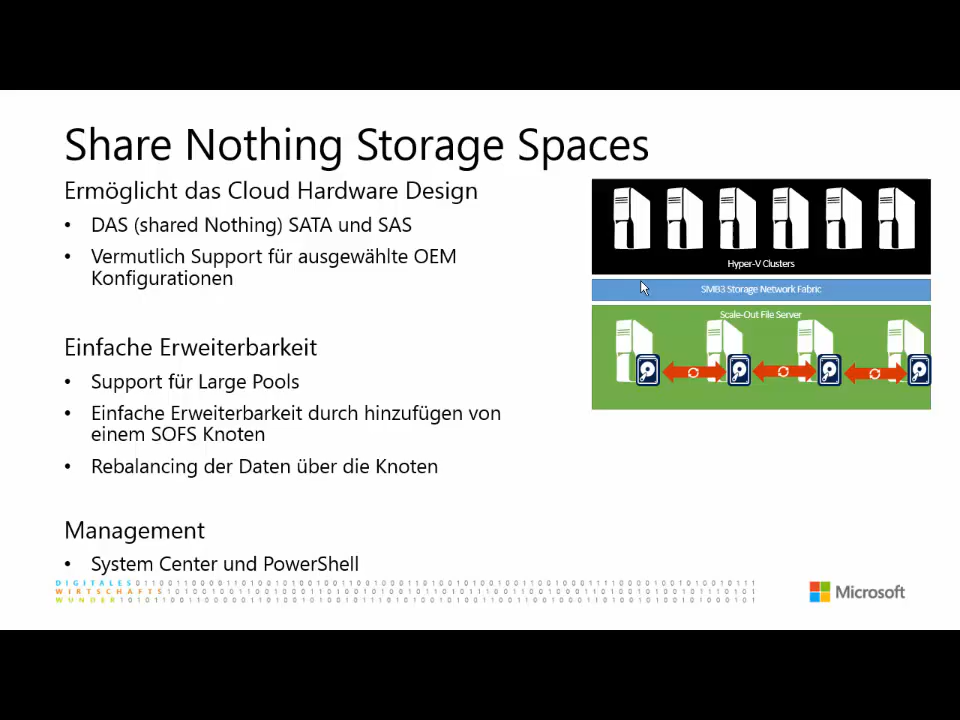 Share Nothing Storage Spaces
Ermöglicht das Cloud Hardware Design
• DAS (shared Nothing) SATA und SAS
• Vermutlich Support für ausgewählte OEM
Konfigurationen
Einfache Erweiterbarkeit
• Support für Large Pools
• Einfache Erweiterbarkeit durch hinzufügen von
einem SOFS Knoten
• Rebalancing der Daten über die Knoten
Management
• System Center und PowerShell
Hyper-V Clusters
SMB3 Storage Network Fabric
Scale-Out File Server
DIGITALES
WIRTSCHAFTS
WUNDER
Microsoft